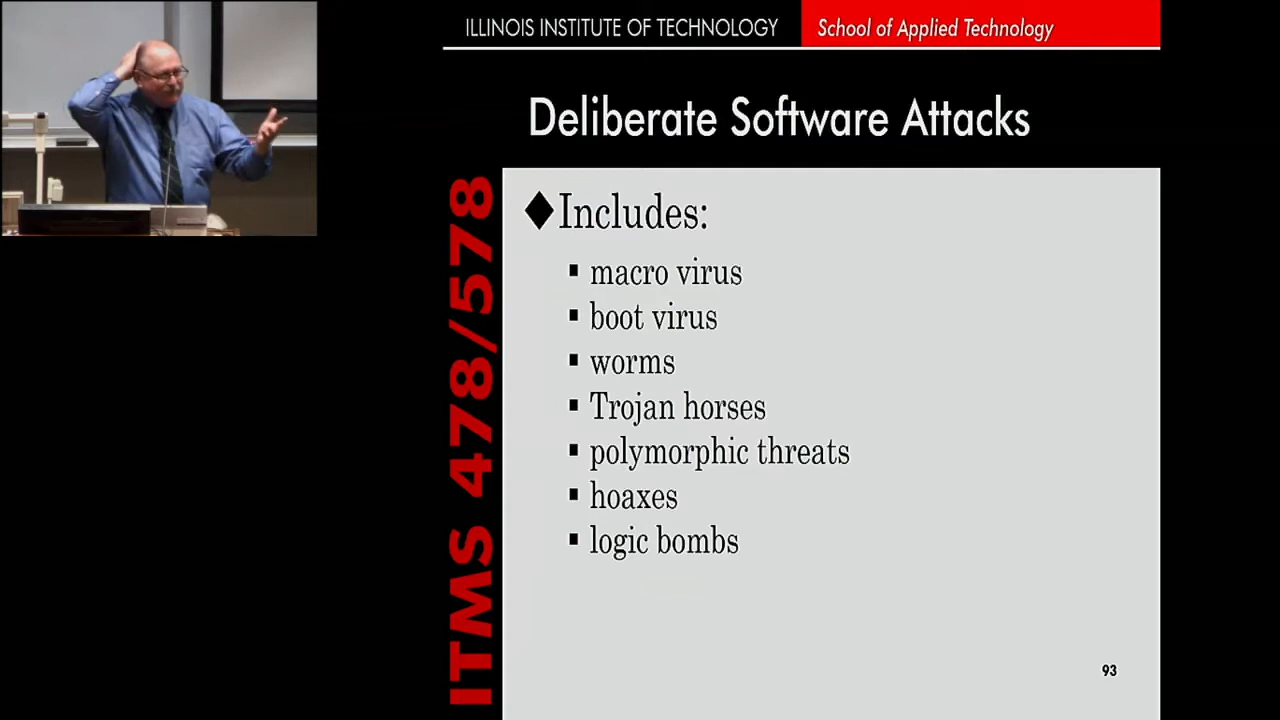 ILLINOIS INSTITUTE OF TECHNOLOGY School of Applied Technology
Deliberate Software Attacks
ITMS 478/578
♦Includes:
▪ macro virus
▪ boot virus
▪ worms
▪ Trojan horses
▪ polymorphic threats
▪ hoaxes
▪ logic bombs
93